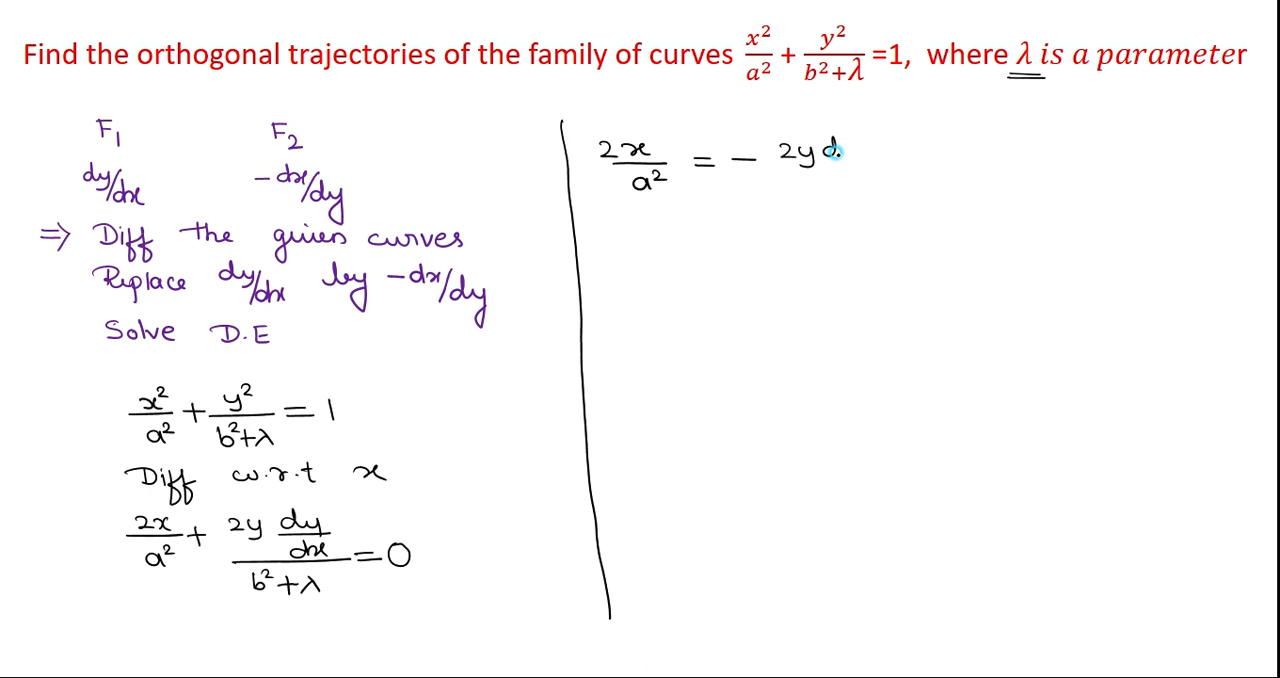 Find the orthogonal trajectories of the family of curves x²/a² + y²/b²+λ =1, where λ is a parameter
F₁ F₂
dy/dx -dx/dy
⇒ Diff the given curves
Replace dy/dx by -dx/dy
Solve D.E
x²/a² + y²/b²+λ = 1
Diff w.r.t x
2x/a² + 2y dy/dx / b²+λ = 0
2x/a² = - 2y d